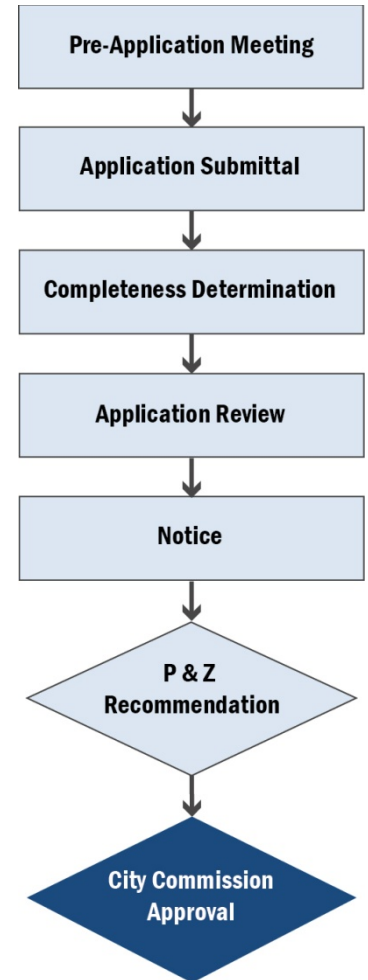 Pre-Application Meeting
Application Submittal
Completeness Determination
Application Review
Notice
P & Z
Recommendation
City Commission
Approval